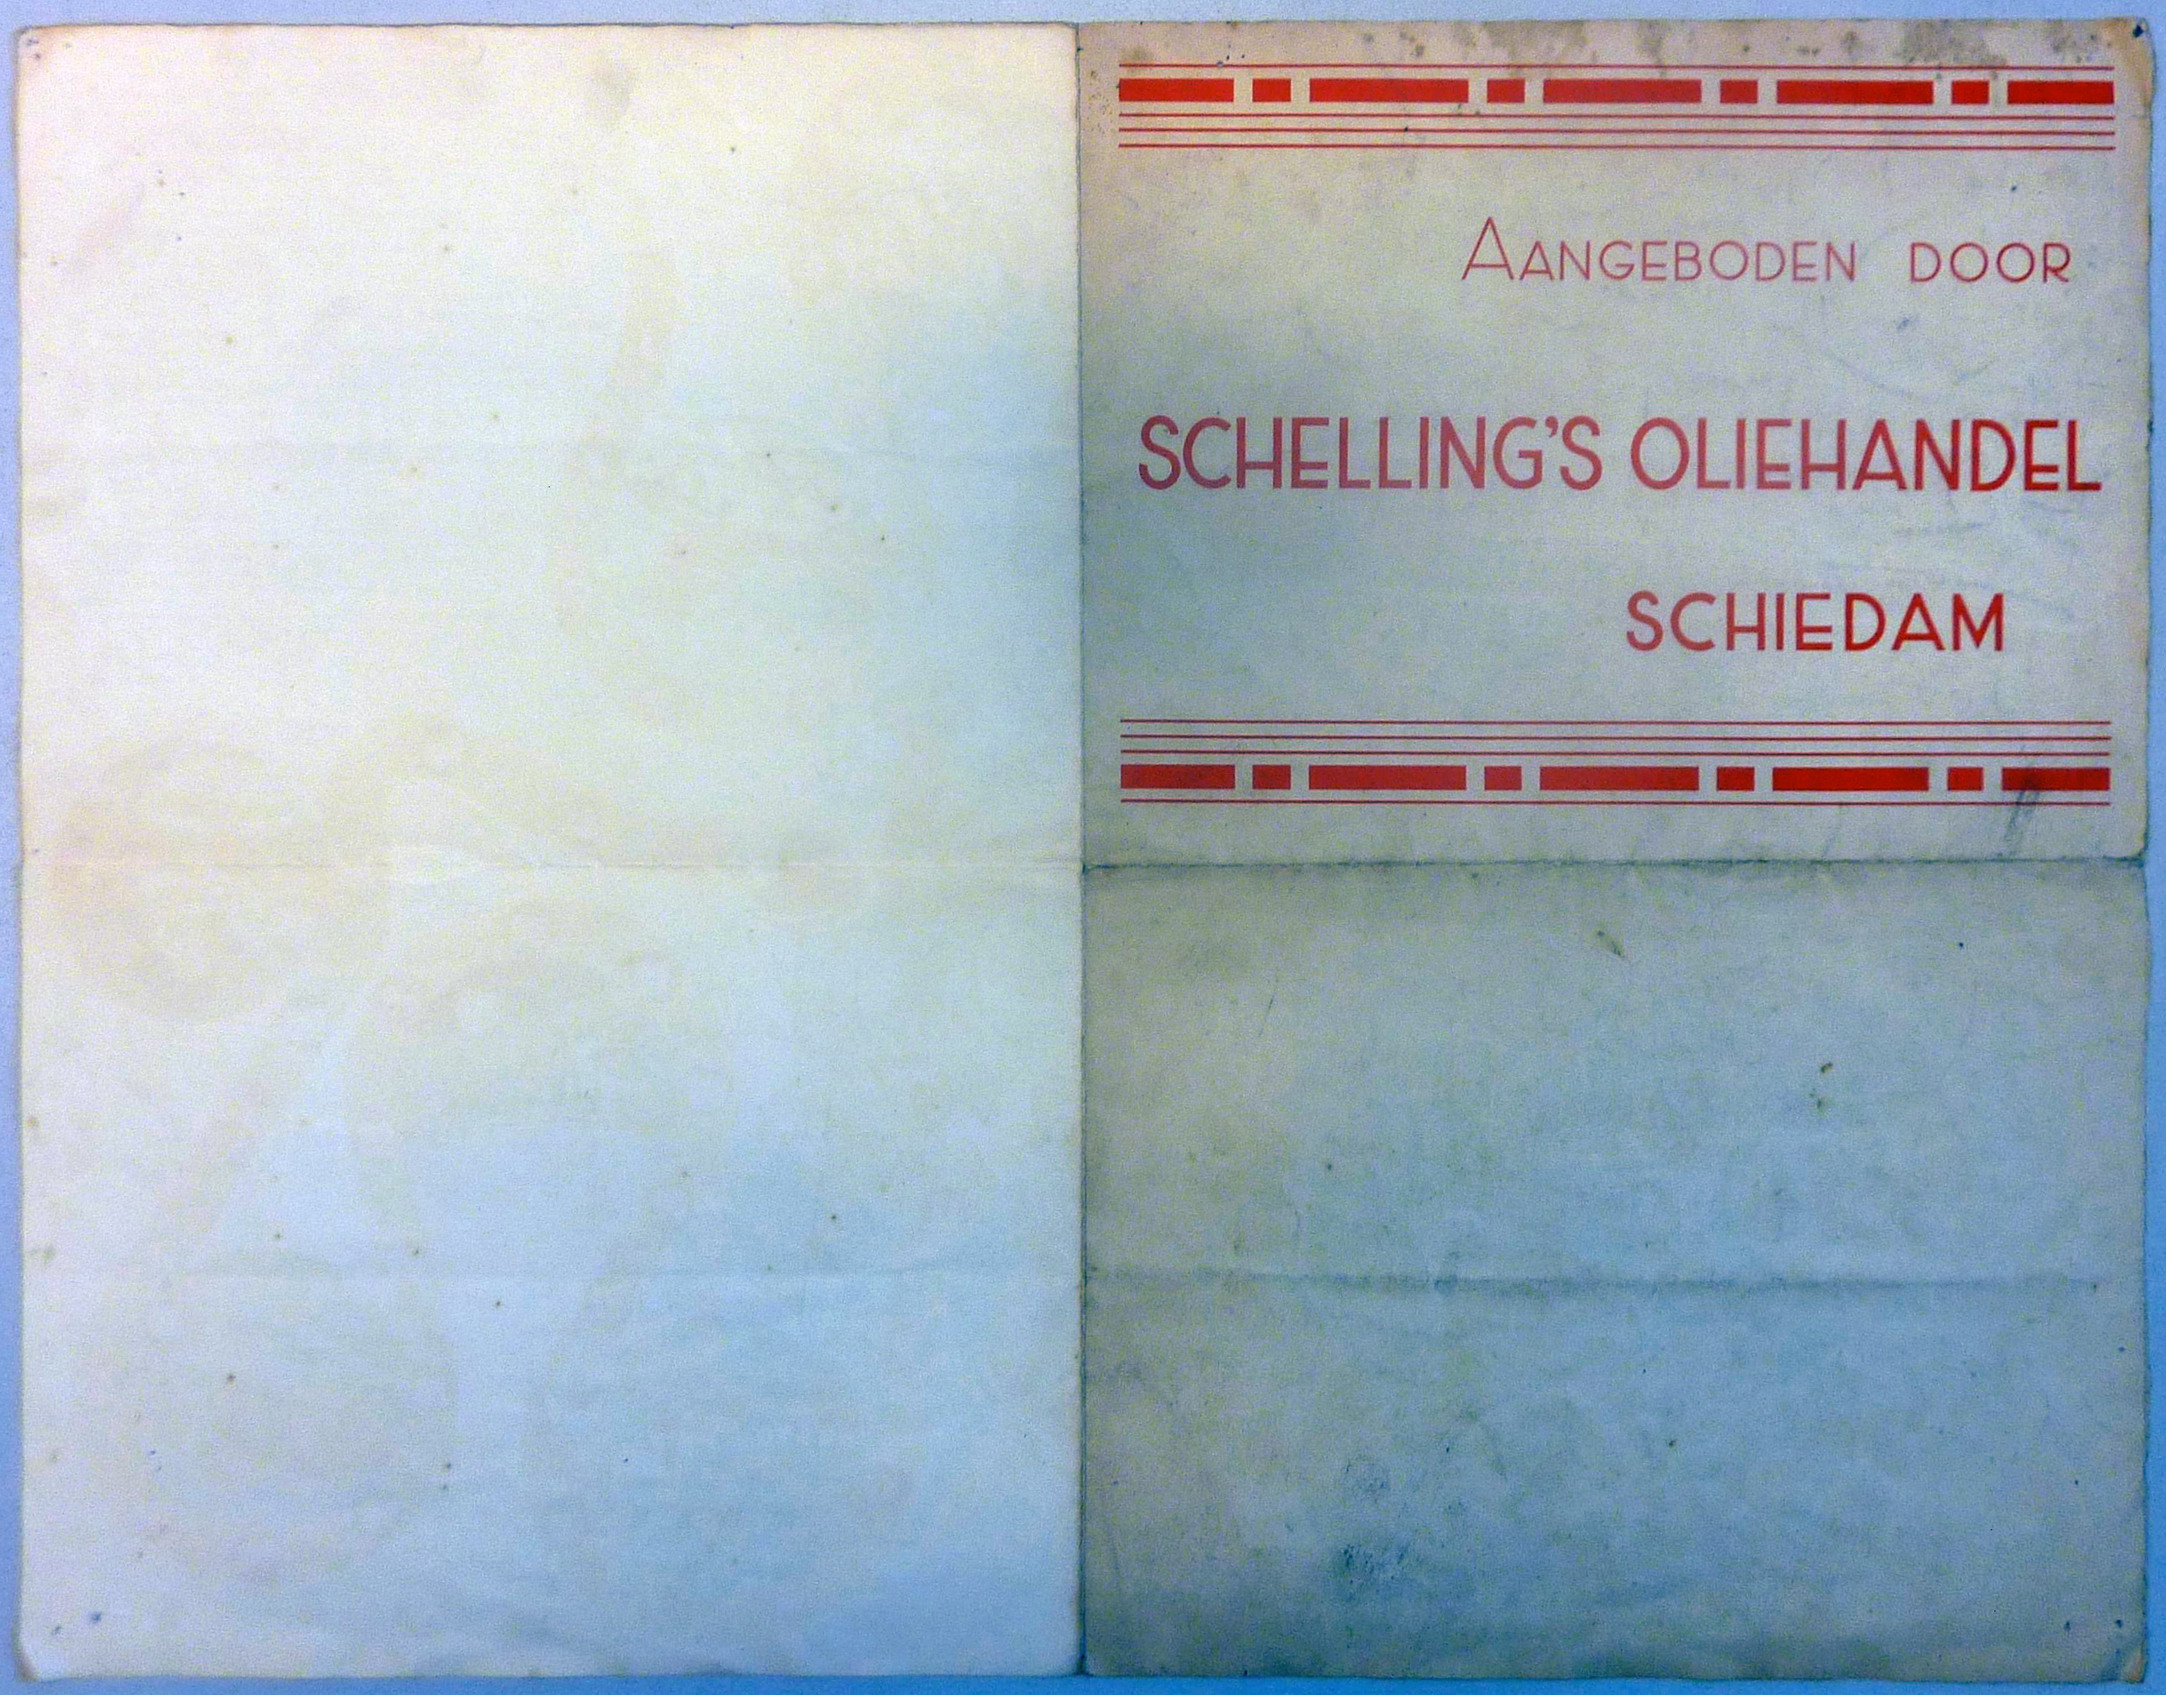 AANGEBODEN DOOR
SCHELLING'S OLIEHANDEL
SCHIEDAM